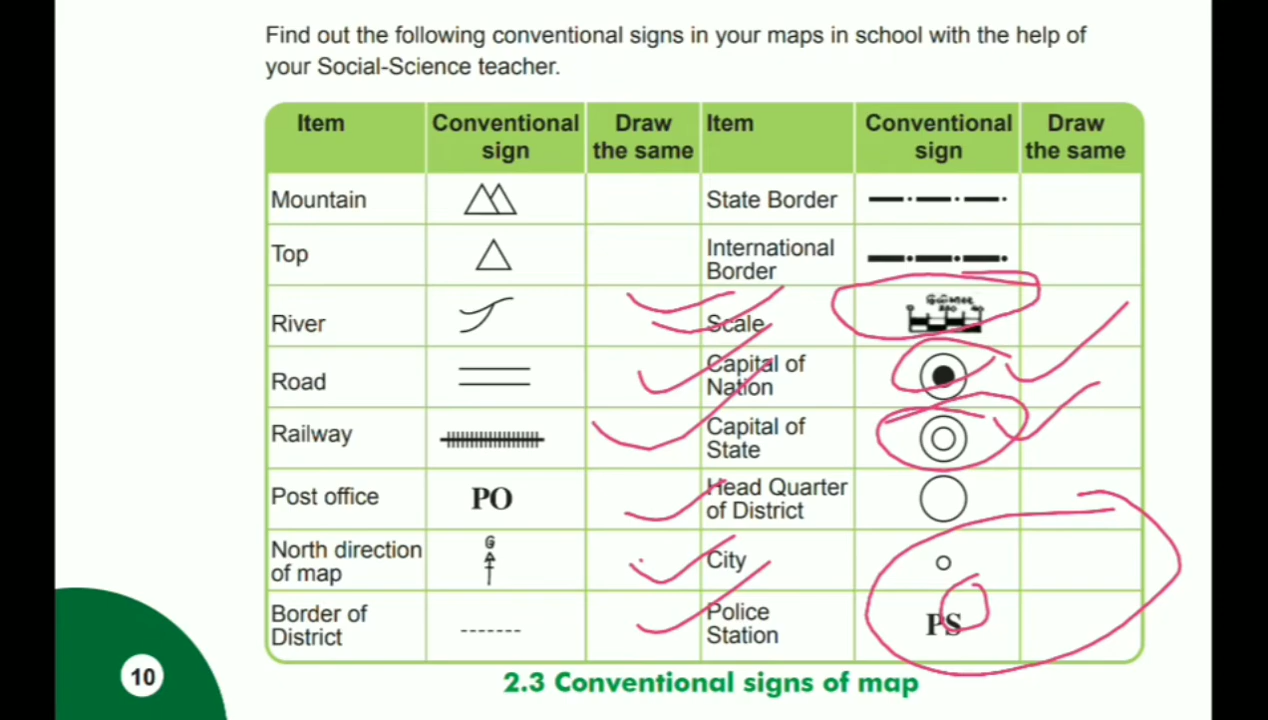 Find out the following conventional signs in your maps in school with the help of
your Social-Science teacher.
Item Conventional sign Draw the same Item Conventional sign Draw the same
Mountain State Border
Top International Border
River Scale
Road Capital of Nation
Railway Capital of State
Post office PO Head Quarter of District
North direction of map City
Border of District Police Station PS
10
2.3 Conventional signs of map